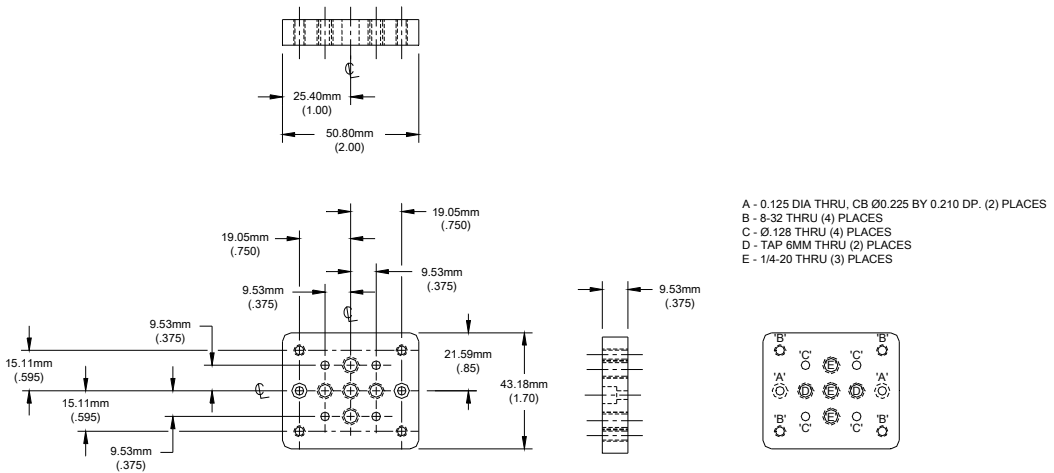 ℄
25.40mm
(1.00)
50.80mm
(2.00)
19.05mm
(.750)
19.05mm
(.750)
9.53mm
(.375)
9.53mm
(.375)
℄
9.53mm
(.375)
15.11mm
(.595)
15.11mm
(.595)
9.53mm
(.375)
℄
21.59mm
(.85)
43.18mm
(1.70)
9.53mm
(.375)
A - 0.125 DIA THRU, CB Ø0.225 BY 0.210 DP. (2) PLACES
B - 8-32 THRU (4) PLACES
C - Ø.128 THRU (4) PLACES
D - TAP 6MM THRU (2) PLACES
E - 1/4-20 THRU (3) PLACES
'B' 'B'
'C' 'C'
E
'A' 'A'
D E D
E
'B' 'C' 'C' 'B'